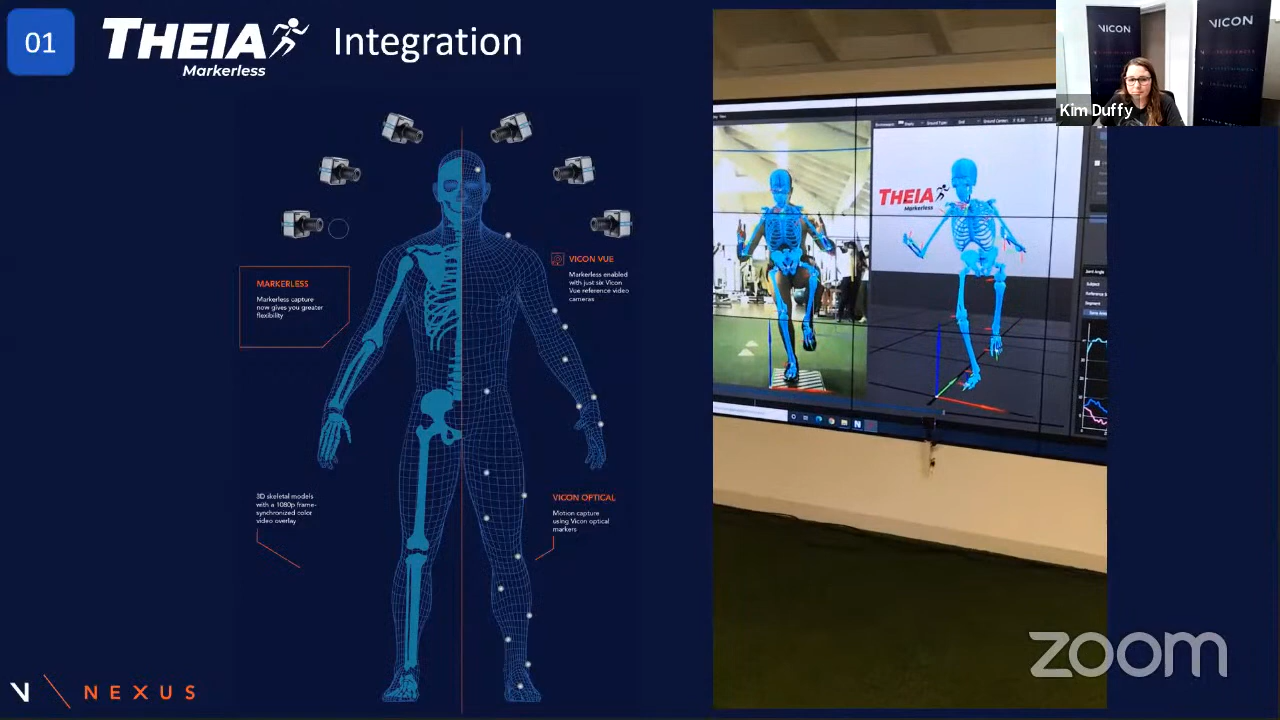 01
THEIA
Markerless
Integration
VICON
VICON
Kim Duffy
MARKERLESS
Markerless capture
now gives you greater
flexibility
VICON VUE
Markerless enabled
with just six Vicon
Vue reference video
cameras
THEIA
Markerless
3D skeletal models
with a 1080p frame-
synchronized color
video overlay
VICON OPTICAL
Motion capture
using Vicon optical
markers
zoom
V NEXUS